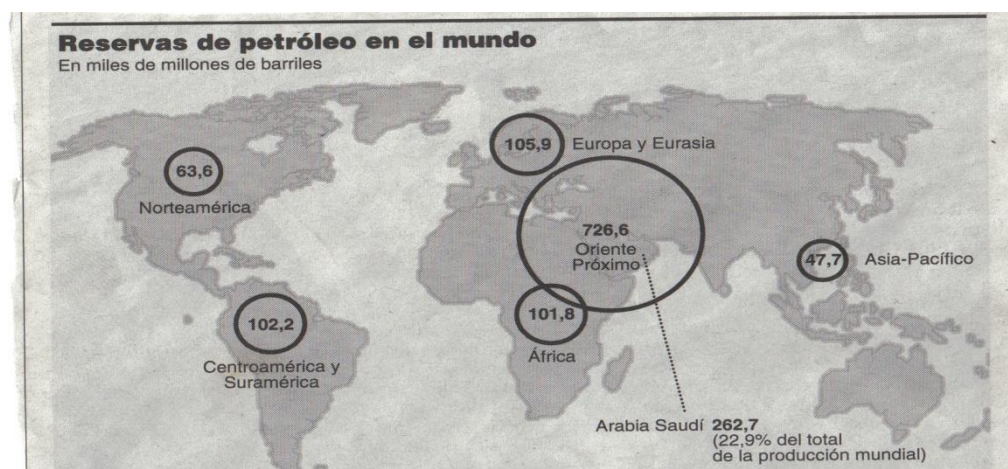 Reservas de petróleo en el mundo
En miles de millones de barriles
105,9 Europa y Eurasia
63,6
Norteamérica
726,6
Oriente
Próximo
47,7 Asia-Pacífico
102,2
Centroamérica y
Suramérica
101,8
África
Arabia Saudí 262,7
(22,9% del total
de la producción mundial)